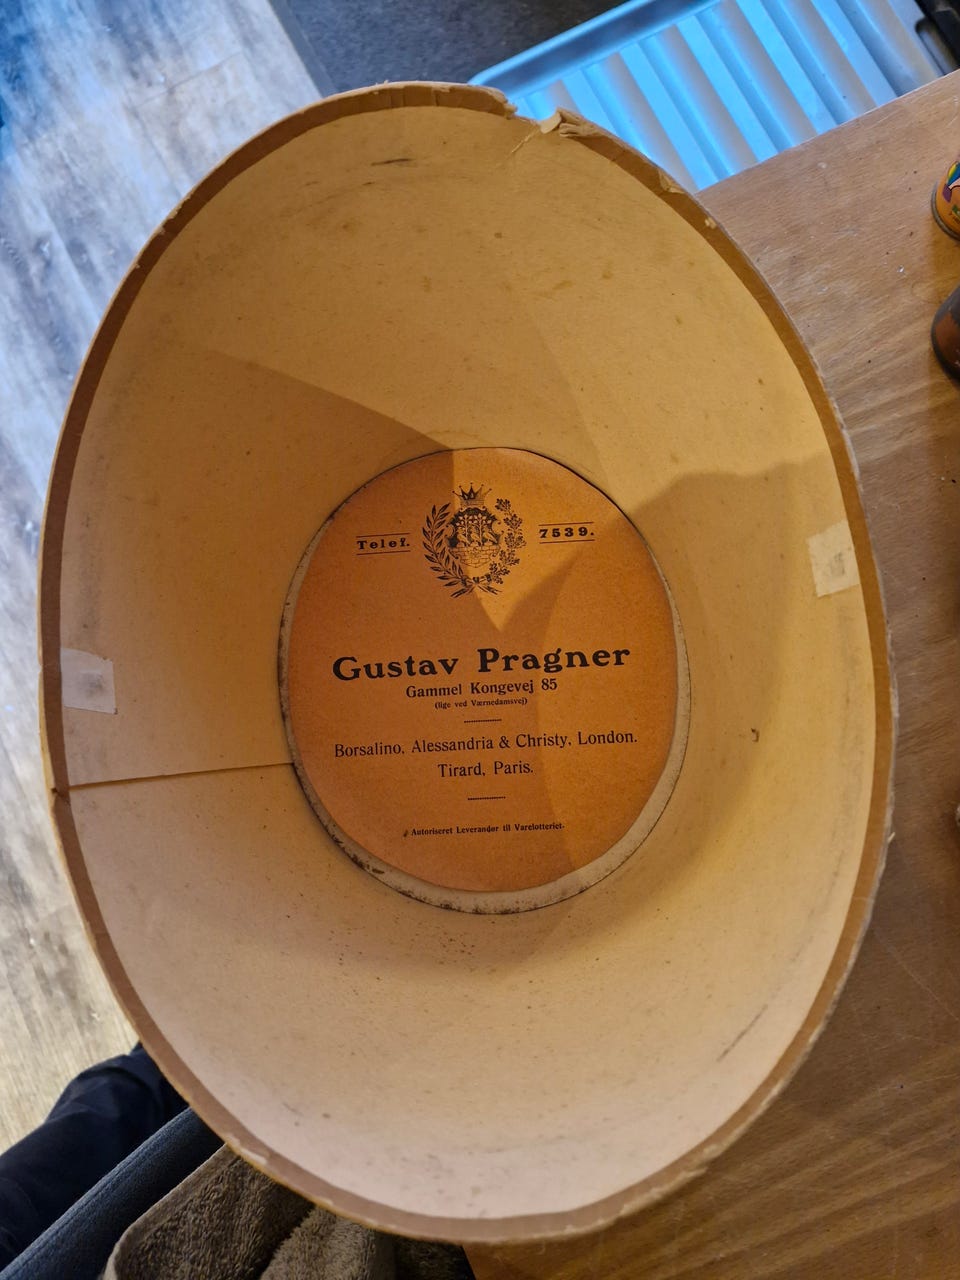 Telef. 7539.
Gustav Pragner
Gammel Kongevej 85
(lige ved Værnedamsvej)
Borsalino, Alessandria & Christy, London.
Tirard, Paris.
Autoriseret Leverandør til Varelotteriet.